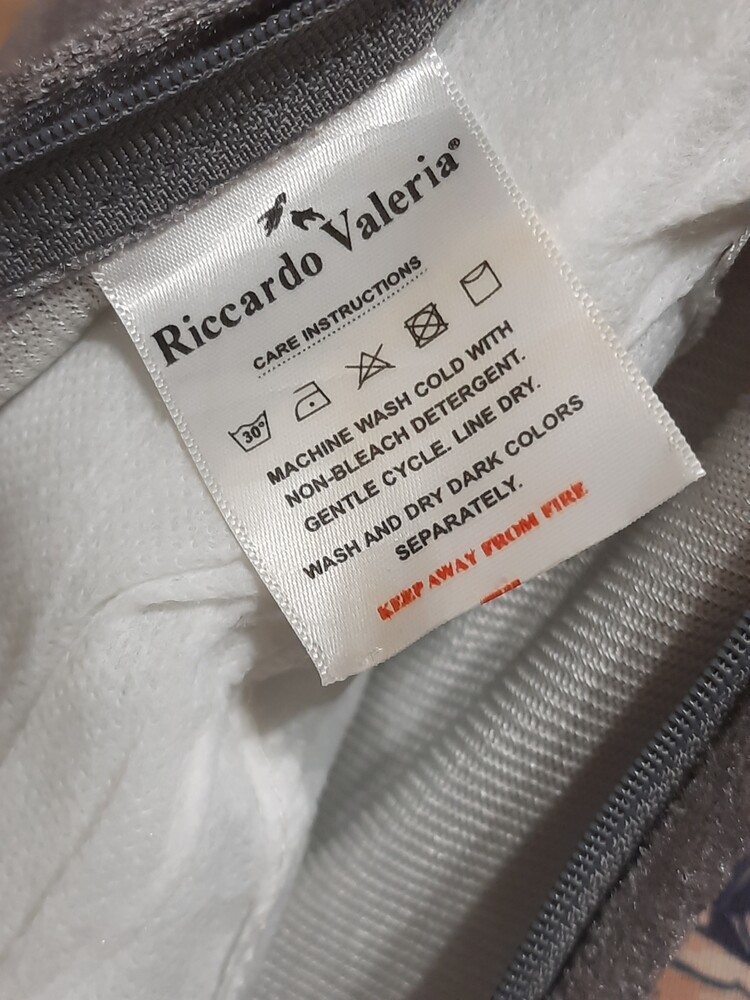 Riccardo Valeria®
CARE INSTRUCTIONS
30°
MACHINE WASH COLD WITH
NON-BLEACH DETERGENT.
GENTLE CYCLE. LINE DRY.
WASH AND DRY DARK COLORS
SEPARATELY.
KEEP AWAY FROM FIRE